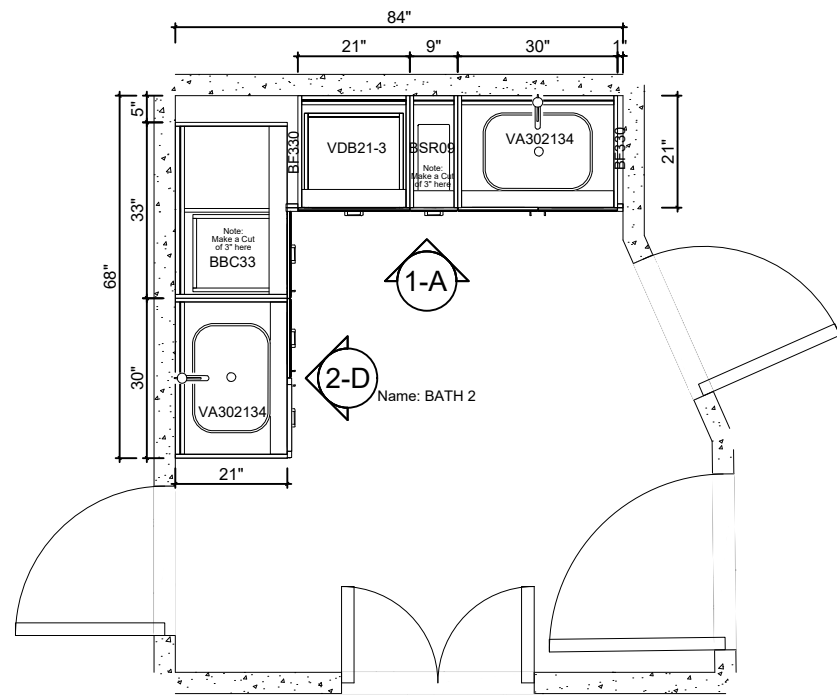 84"
21"
9"
30"
1"
5"
33"
68"
30"
21"
BF330
VDB21-3
BSR09
Note:
Make a Cut
of 3" here
VA302134
BF330
21"
Note:
Make a Cut
of 3" here
BBC33
1-A
2-D
Name: BATH 2
VA302134